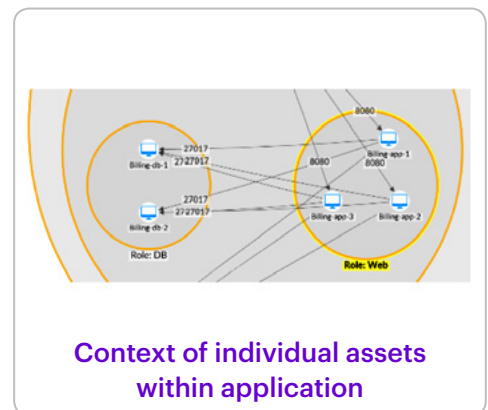 8080
27017
Billing-app-1
Billing-db-1
27017
8080
8080
27017
Billing-app-3
Billing-app-2
27017
Billing-db-2
Role: DB
Role: Web
Context of individual assets
within application